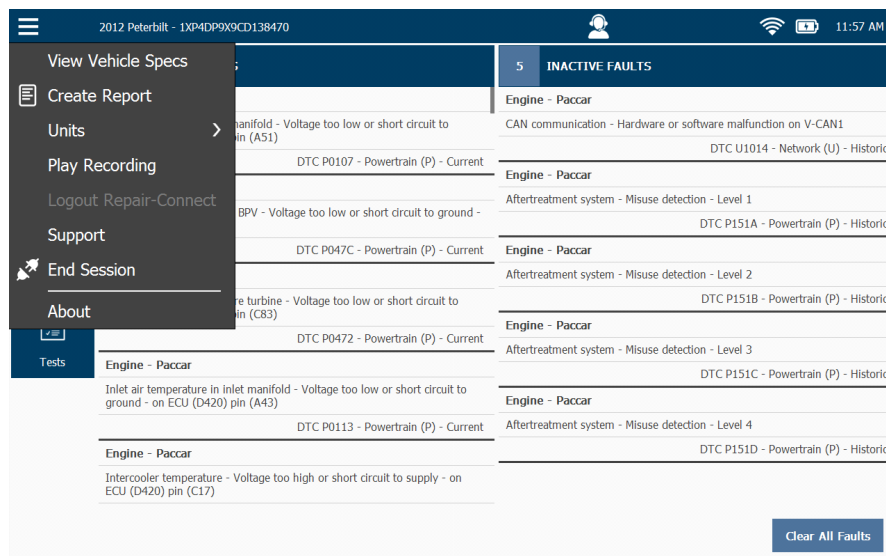 2012 Peterbilt - 1XP4DP9X9CD138470
11:57 AM
View Vehicle Specs
Create Report
Units
Play Recording
Logout Repair-Connect
Support
End Session
About
Tests
manifold - Voltage too low or short circuit to
pin (A51)
DTC P0107 - Powertrain (P) - Current
BPV - Voltage too low or short circuit to ground -
DTC P047C - Powertrain (P) - Current
re turbine - Voltage too low or short circuit to
pin (C83)
DTC P0472 - Powertrain (P) - Current
Engine - Paccar
Inlet air temperature in inlet manifold - Voltage too low or short circuit to
ground - on ECU (D420) pin (A43)
DTC P0113 - Powertrain (P) - Current
Engine - Paccar
Intercooler temperature - Voltage too high or short circuit to supply - on
ECU (D420) pin (C17)
5 INACTIVE FAULTS
Engine - Paccar
CAN communication - Hardware or software malfunction on V-CAN1
DTC U1014 - Network (U) - Historic
Engine - Paccar
Aftertreatment system - Misuse detection - Level 1
DTC P151A - Powertrain (P) - Historic
Engine - Paccar
Aftertreatment system - Misuse detection - Level 2
DTC P151B - Powertrain (P) - Historic
Engine - Paccar
Aftertreatment system - Misuse detection - Level 3
DTC P151C - Powertrain (P) - Historic
Engine - Paccar
Aftertreatment system - Misuse detection - Level 4
DTC P151D - Powertrain (P) - Historic
Clear All Faults